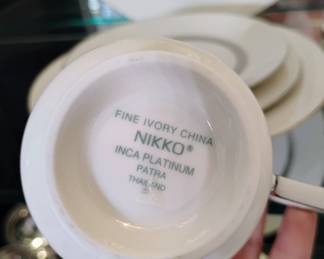 FINE IVORY CHINA
NIKKO®
INCA PLATINUM
PATRA
THAILAND